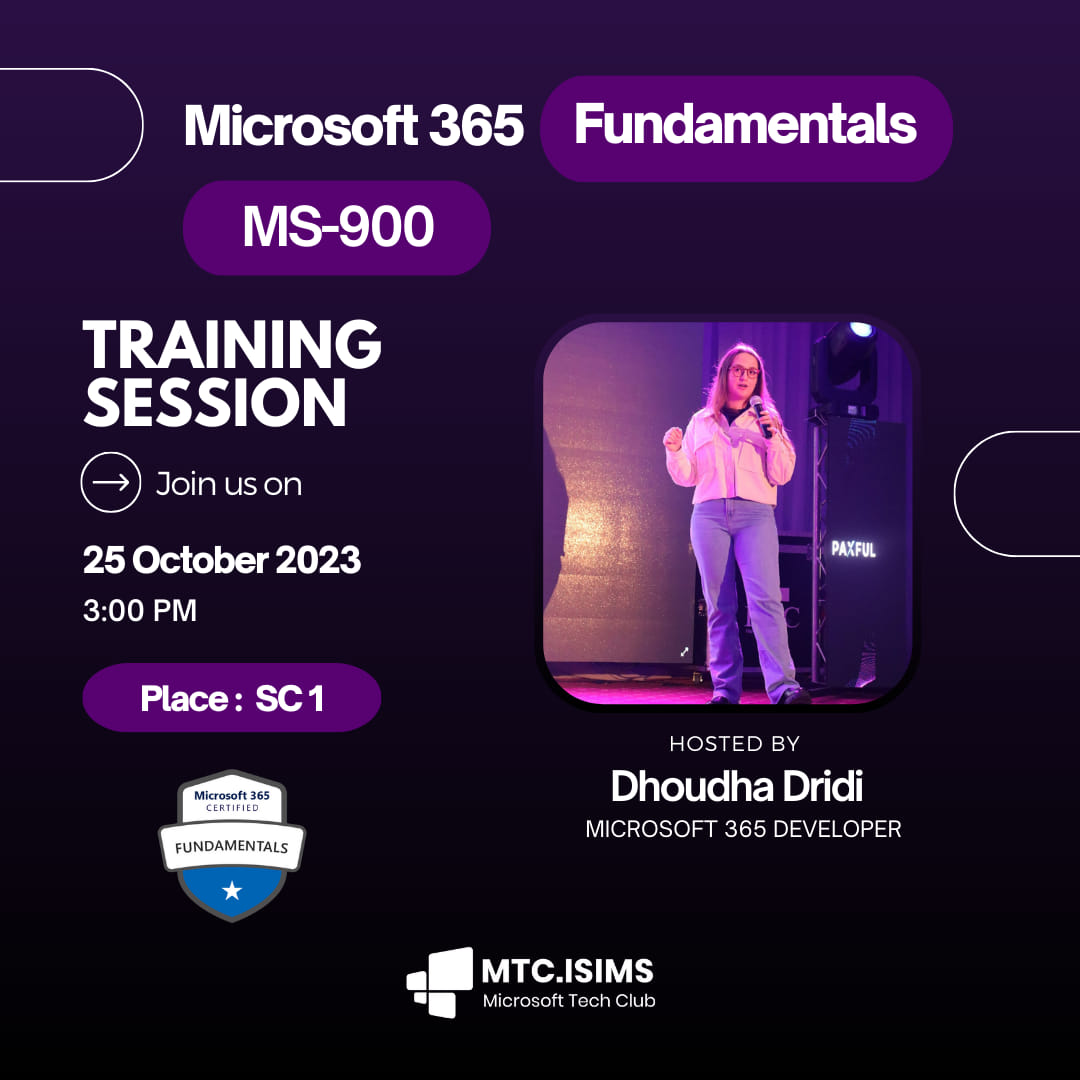 Microsoft 365 Fundamentals
MS-900
TRAINING
SESSION
Join us on
25 October 2023
3:00 PM
Place : SC 1
Microsoft 365
CERTIFIED
FUNDAMENTALS
PAXFUL
HOSTED BY
Dhoudha Dridi
MICROSOFT 365 DEVELOPER
MTC.ISIMS
Microsoft Tech Club